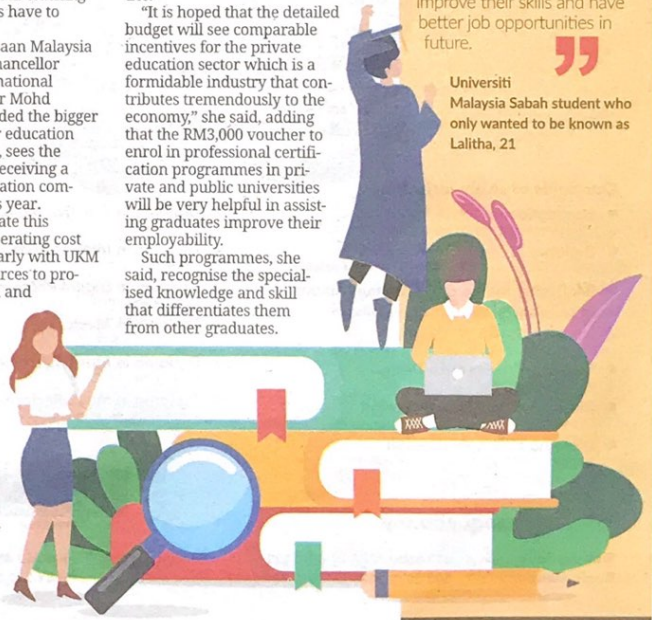 s have to
aan Malaysia
ancellor
national
r Mohd
ded the bigger
education
, sees the
eceiving a
ation com-
s year.
ate this
erating cost
arly with UKM
rces to pro-
and
“It is hoped that the detailed
budget will see comparable
incentives for the private
education sector which is a
formidable industry that con-
tributes tremendously to the
economy,” she said, adding
that the RM3,000 voucher to
enrol in professional certifi-
cation programmes in pri-
vate and public universities
will be very helpful in assist-
ing graduates improve their
employability.
Such programmes, she
said, recognise the special-
ised knowledge and skill
that differentiates them
from other graduates.
improve their skills and have
better job opportunities in
future.
”
Universiti
Malaysia Sabah student who
only wanted to be known as
Lalitha, 21